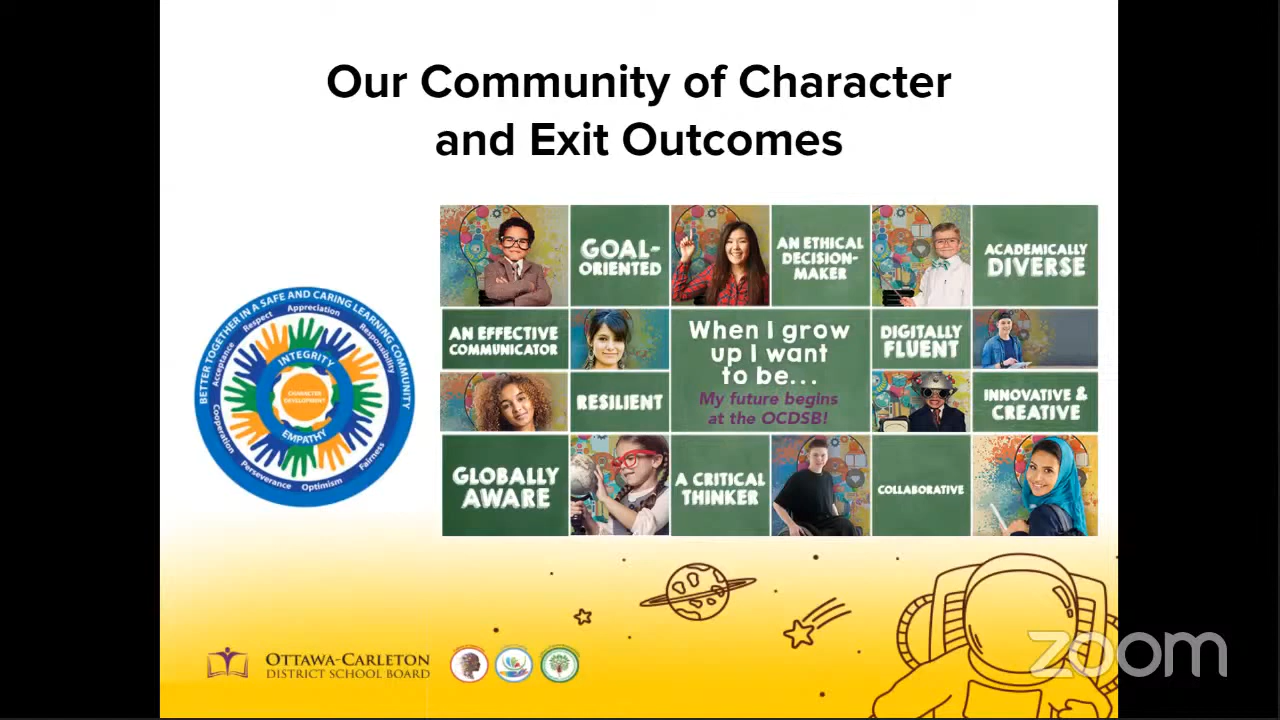 Our Community of Character
and Exit Outcomes
BETTER TOGETHER IN A SAFE AND CARING LEARNING COMMUNITY
Acceptance
Respect
Appreciation
Responsibility
Cooperation
Perseverance
Optimism
Fairness
INTEGRITY
CHARACTER
DEVELOPMENT
EMPATHY
GOAL-
ORIENTED
AN ETHICAL
DECISION-
MAKER
ACADEMICALLY
DIVERSE
AN EFFECTIVE
COMMUNICATOR
When I grow
up I want
to be...
My future begins
at the OCDSB!
DIGITALLY
FLUENT
RESILIENT
INNOVATIVE &
CREATIVE
GLOBALLY
AWARE
A CRITICAL
THINKER
COLLABORATIVE
OTTAWA-CARLETON
DISTRICT SCHOOL BOARD
zoom